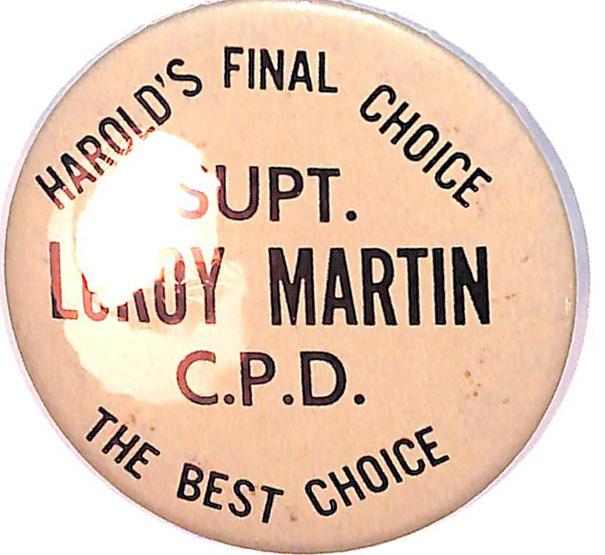 HAROLD'S FINAL CHOICE
SUPT.
LEROY MARTIN
C.P.D.
THE BEST CHOICE